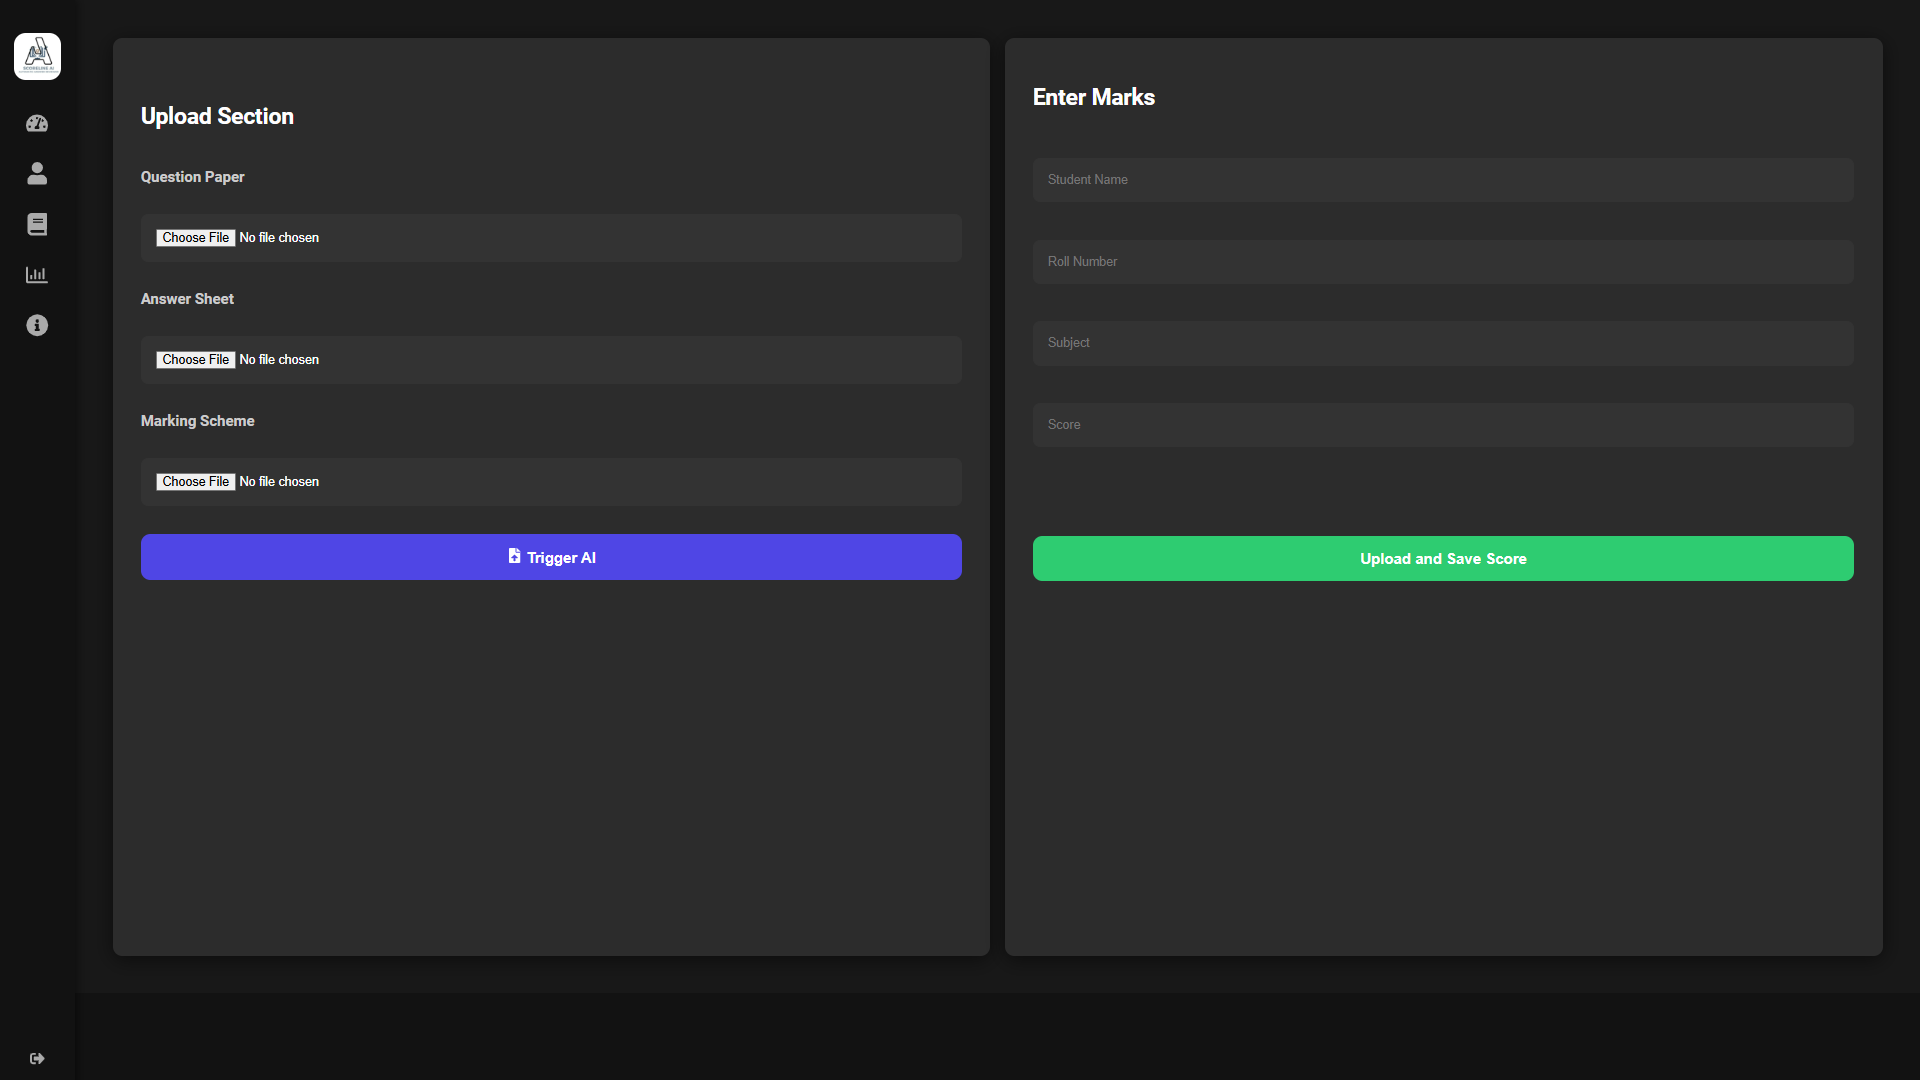 Upload Section
Question Paper
Choose File No file chosen
Answer Sheet
Choose File No file chosen
Marking Scheme
Choose File No file chosen
Trigger AI
Enter Marks
Student Name
Roll Number
Subject
Score
Upload and Save Score